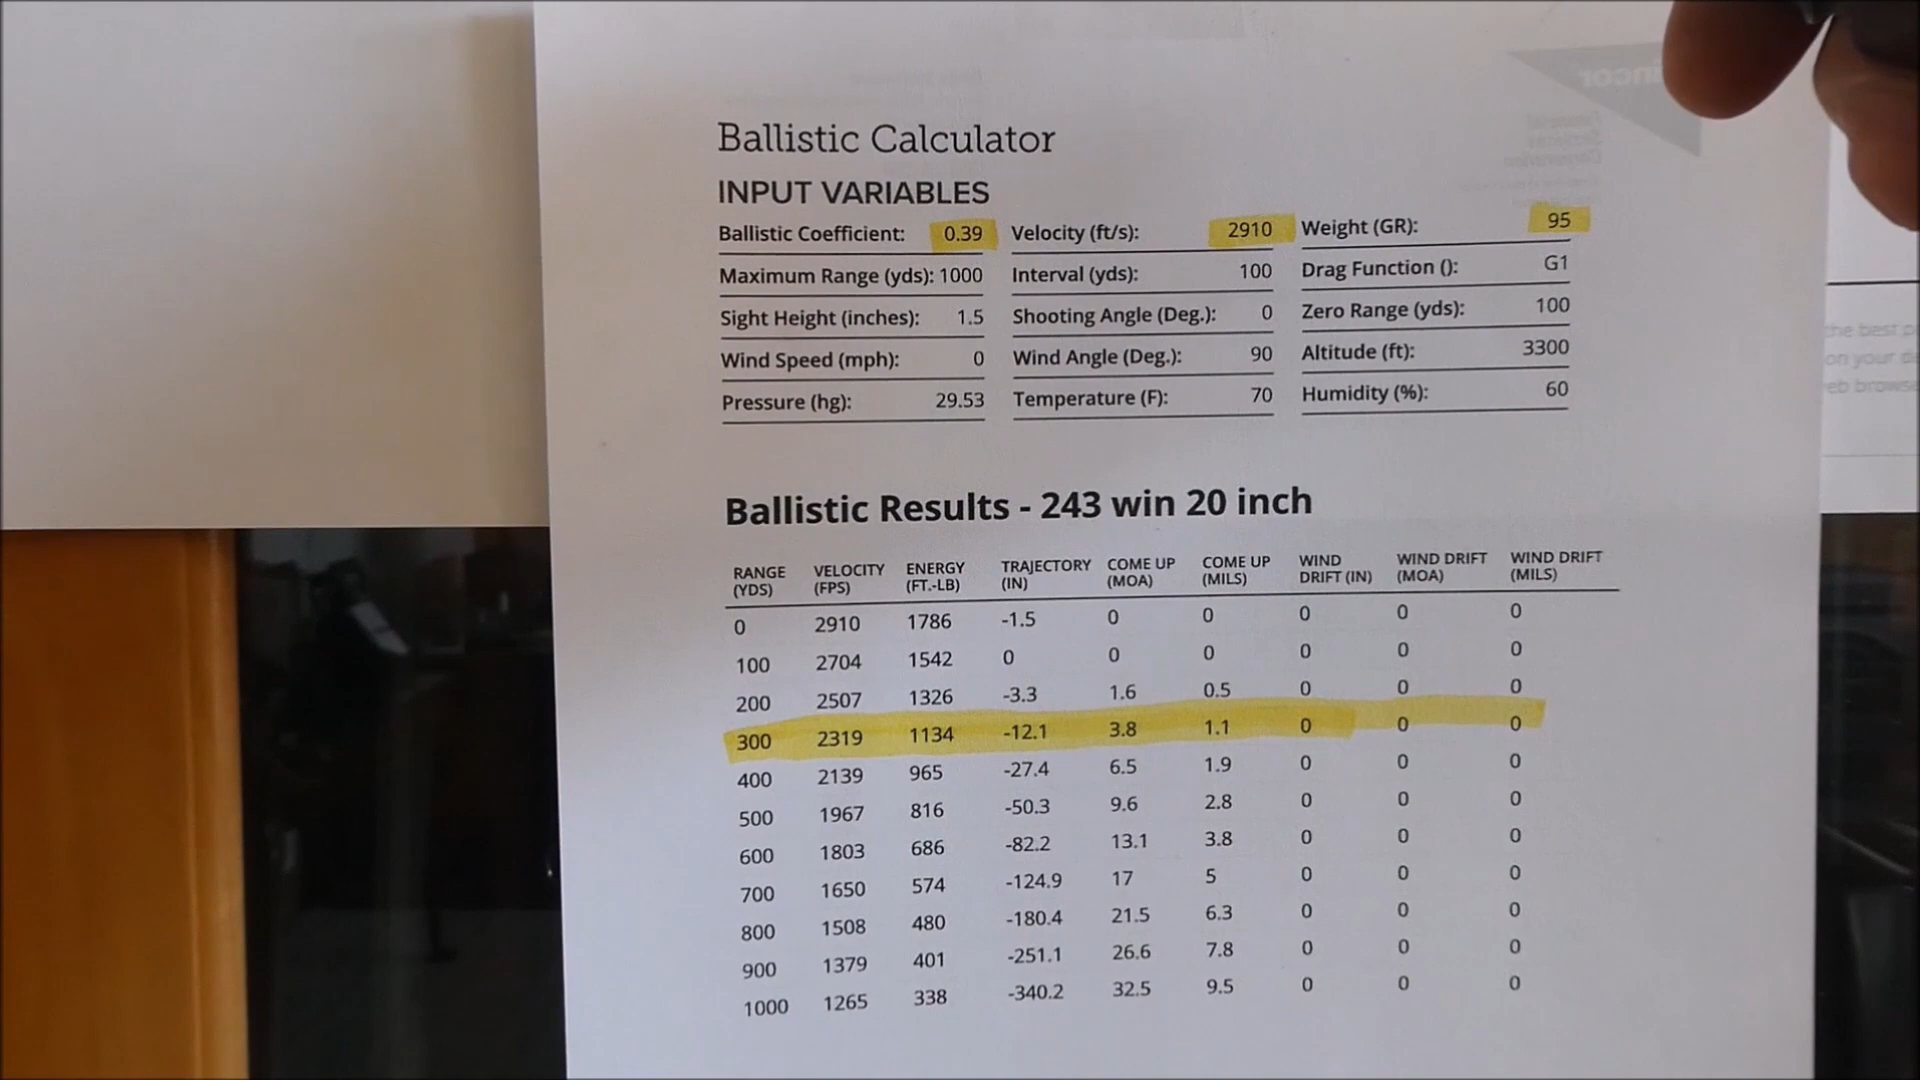 Ballistic Calculator
INPUT VARIABLES
Ballistic Coefficient: 0.39 Velocity (ft/s): 2910 Weight (GR): 95
Maximum Range (yds): 1000 Interval (yds): 100 Drag Function (): G1
Sight Height (inches): 1.5 Shooting Angle (Deg.): 0 Zero Range (yds): 100
Wind Speed (mph): 0 Wind Angle (Deg.): 90 Altitude (ft): 3300
Pressure (hg): 29.53 Temperature (F): 70 Humidity (%): 60
the best
on your
Ballistic Results - 243 win 20 inch
RANGE (YDS) VELOCITY (FPS) ENERGY (FT.-LB) TRAJECTORY (IN) COME UP (MOA) COME UP (MILS) WIND DRIFT (IN) WIND DRIFT (MOA) WIND DRIFT (MILS)
0 2910 1786 -1.5 0 0 0 0 0
100 2704 1542 0 0 0 0 0 0
200 2507 1326 -3.3 1.6 0.5 0 0 0
300 2319 1134 -12.1 3.8 1.1 0 0 0
400 2139 965 -27.4 6.5 1.9 0 0 0
500 1967 816 -50.3 9.6 2.8 0 0 0
600 1803 686 -82.2 13.1 3.8 0 0 0
700 1650 574 -124.9 17 5 0 0 0
800 1508 480 -180.4 21.5 6.3 0 0 0
900 1379 401 -251.1 26.6 7.8 0 0 0
1000 1265 338 -340.2 32.5 9.5 0 0 0